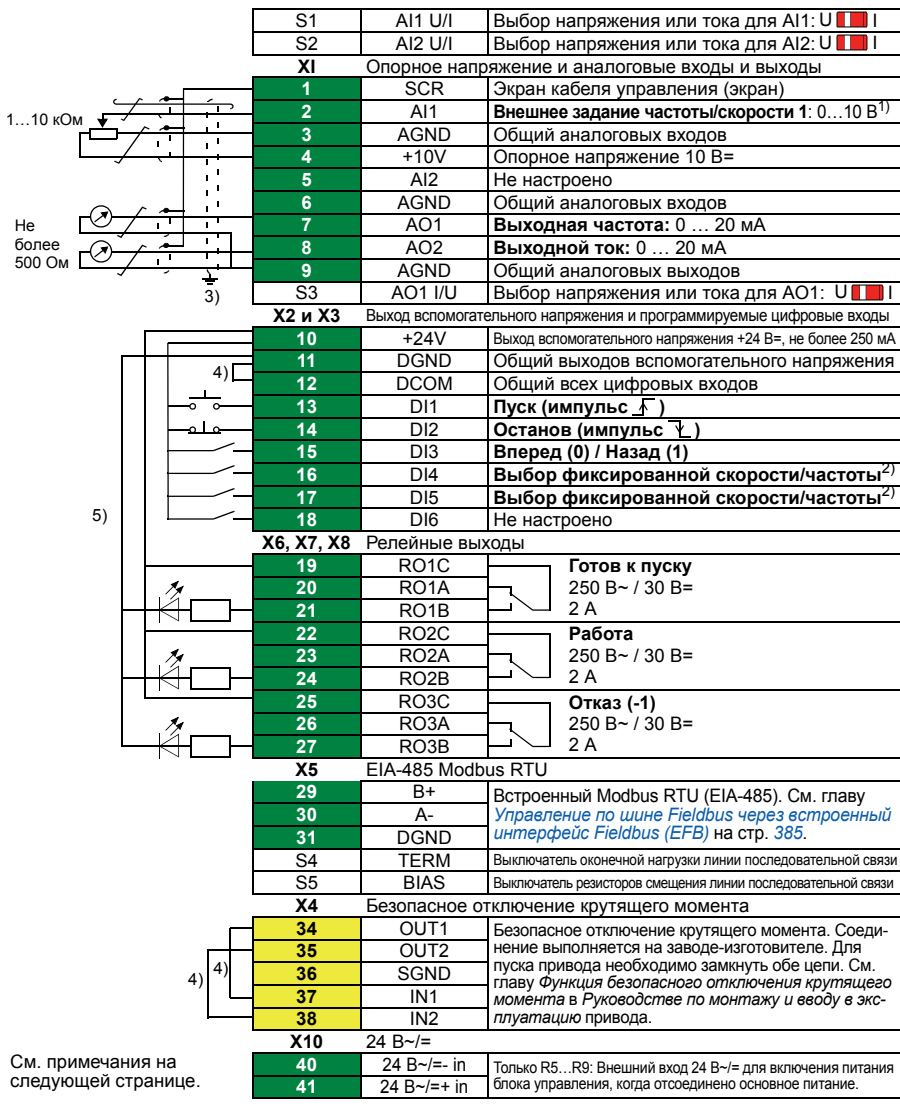 S1 AI1 U/I Выбор напряжения или тока для AI1: U I
S2 AI2 U/I Выбор напряжения или тока для AI2: U I
XI Опорное напряжение и аналоговые входы и выходы
1 SCR Экран кабеля управления (экран)
1…10 кОм 2 AI1 Внешнее задание частоты/скорости 1: 0…10 В1)
3 AGND Общий аналоговых входов
4 +10V Опорное напряжение 10 В=
5 AI2 Не настроено
6 AGND Общий аналоговых входов
Не
более
500 Ом
7 AO1 Выходная частота: 0 … 20 мА
8 AO2 Выходной ток: 0 … 20 мА
9 AGND Общий аналоговых выходов
3)
S3 AO1 I/U Выбор напряжения или тока для AO1: U I
X2 и X3 Выход вспомогательного напряжения и программируемые цифровые входы
10 +24V Выход вспомогательного напряжения +24 В=, не более 250 мА
11 DGND Общий выходов вспомогательного напряжения
4)
12 DCOM Общий всех цифровых входов
13 DI1 Пуск (импульс )
14 DI2 Останов (импульс )
15 DI3 Вперед (0) / Назад (1)
16 DI4 Выбор фиксированной скорости/частоты2)
17 DI5 Выбор фиксированной скорости/частоты2)
5)
18 DI6 Не настроено
X6, X7, X8 Релейные выходы
19 RO1C Готов к пуску
20 RO1A 250 В~ / 30 В=
21 RO1B 2 А
22 RO2C Работа
23 RO2A 250 В~ / 30 В=
24 RO2B 2 А
25 RO3C Отказ (-1)
26 RO3A 250 В~ / 30 В=
27 RO3B 2 А
X5 EIA-485 Modbus RTU
29 B+
30 A-
31 DGND
Встроенный Modbus RTU (EIA-485). См. главу
Управление по шине Fieldbus через встроенный
интерфейс Fieldbus (EFB) на стр. 385.
S4 TERM Выключатель оконечной нагрузки линии последовательной связи
S5 BIAS Выключатель резисторов смещения линии последовательной связи
X4 Безопасное отключение крутящего момента
34 OUT1
35 OUT2
36 SGND
37 IN1
38 IN2
4) 4)
Безопасное отключение крутящего момента. Соеди-
нение выполняется на заводе-изготовителе. Для
пуска привода необходимо замкнуть обе цепи. См.
главу Функция безопасного отключения крутящего
момента в Руководстве по монтажу и вводу в экс-
плуатацию привода.
X10 24 В~/=
40 24 В~/=- in
41 24 В~/=+ in
Только R5…R9: Внешний вход 24 В~/= для включения питания
блока управления, когда отсоединено основное питание.
См. примечания на
следующей странице.